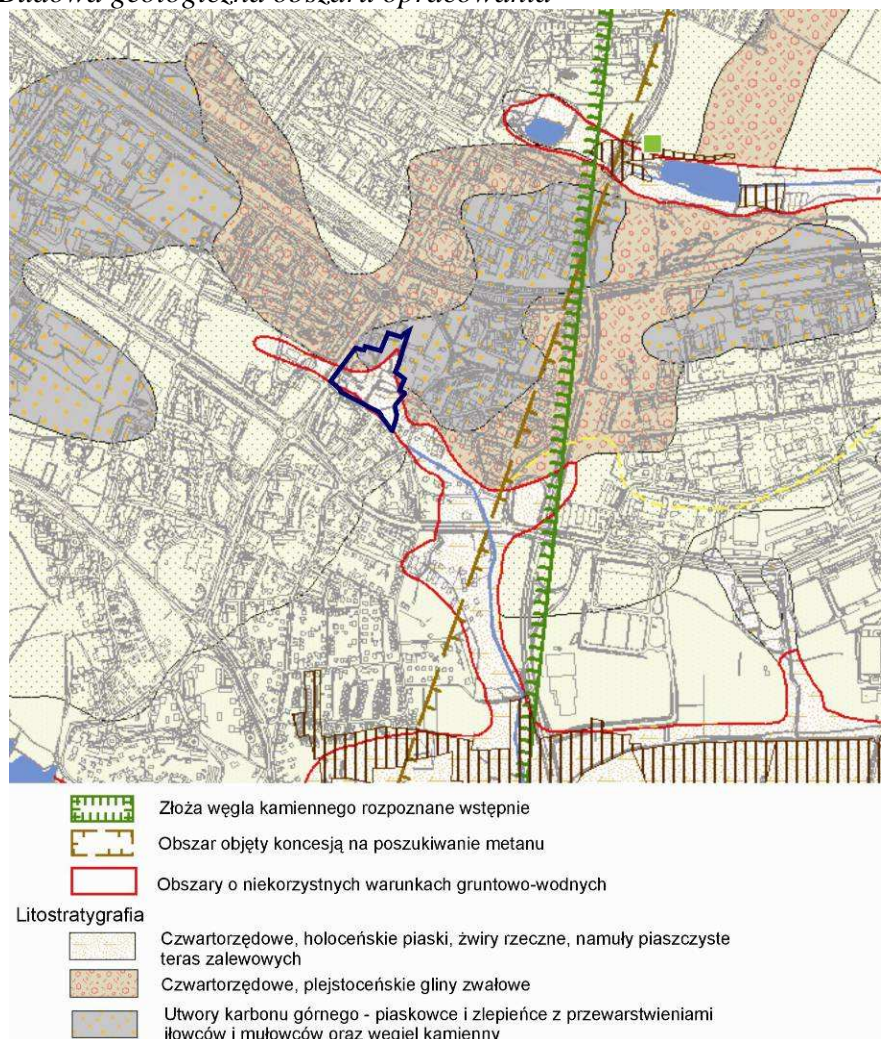 Budowa geologiczna obszaru opracowania
Złoża węgla kamiennego rozpoznane wstępnie
Obszar objęty koncesją na poszukiwanie metanu
Obszary o niekorzystnych warunkach gruntowo-wodnych
Litostratygrafia
Czwartorzędowe, holoceńskie piaski, żwiry rzeczne, namuły piaszczyste
teras zalewowych
Czwartorzędowe, plejstoceńskie gliny zwałowe
Utwory karbonu górnego - piaskowce i zlepieńce z przewarstwieniami
iłowców i mułowców oraz węgiel kamienny